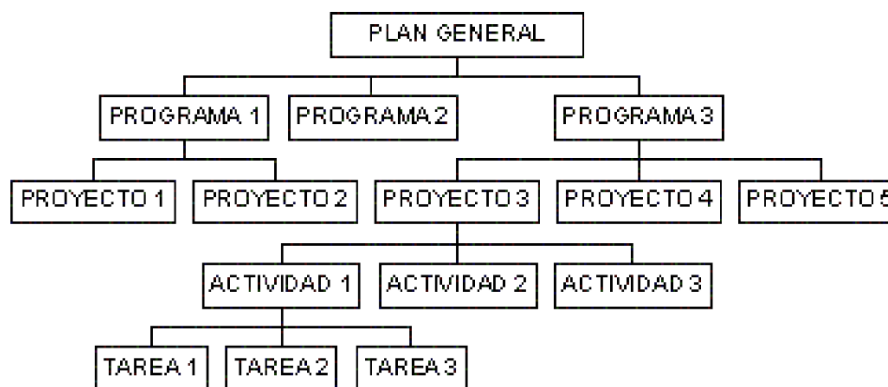 PLAN GENERAL
PROGRAMA 1 PROGRAMA 2 PROGRAMA 3
PROYECTO 1 PROYECTO 2 PROYECTO 3 PROYECTO 4 PROYECTO 5
ACTIVIDAD 1 ACTIVIDAD 2 ACTIVIDAD 3
TAREA 1 TAREA 2 TAREA 3